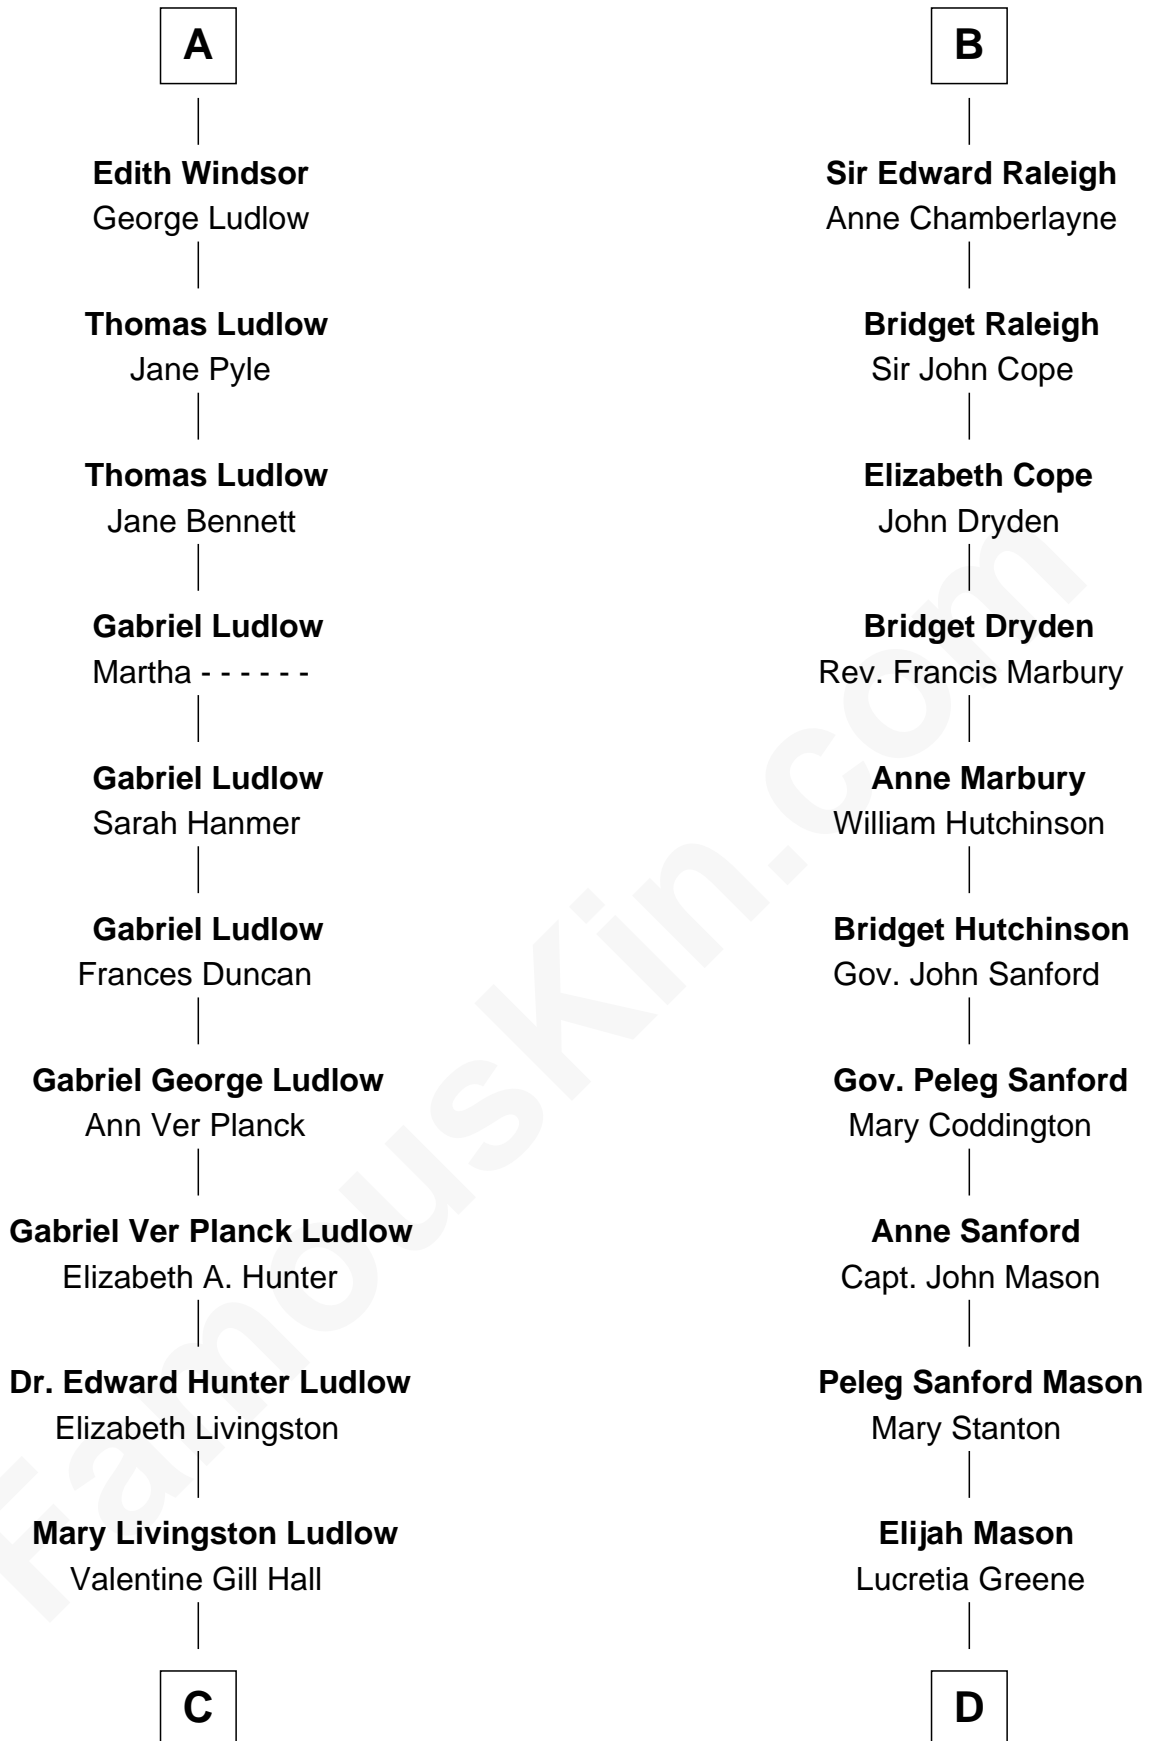 A
Edith Windsor
George Ludlow
Thomas Ludlow
Jane Pyle
Thomas Ludlow
Jane Bennett
Gabriel Ludlow
Martha - - - - - -
Gabriel Ludlow
Sarah Hanmer
Gabriel Ludlow
Frances Duncan
Gabriel George Ludlow
Ann Ver Planck
Gabriel Ver Planck Ludlow
Elizabeth A. Hunter
Dr. Edward Hunter Ludlow
Elizabeth Livingston
Mary Livingston Ludlow
Valentine Gill Hall
C
B
Sir Edward Raleigh
Anne Chamberlayne
Bridget Raleigh
Sir John Cope
Elizabeth Cope
John Dryden
Bridget Dryden
Rev. Francis Marbury
Anne Marbury
William Hutchinson
Bridget Hutchinson
Gov. John Sanford
Gov. Peleg Sanford
Mary Coddington
Anne Sanford
Capt. John Mason
Peleg Sanford Mason
Mary Stanton
Elijah Mason
Lucretia Greene
D
FamousKin.com